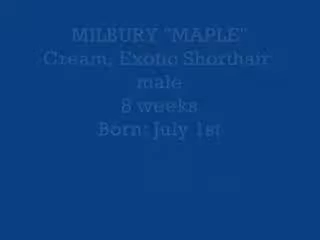 MILBURY "MAPLE"
Cream, Exotic Shorthair
male
8 weeks
Born: July 1st